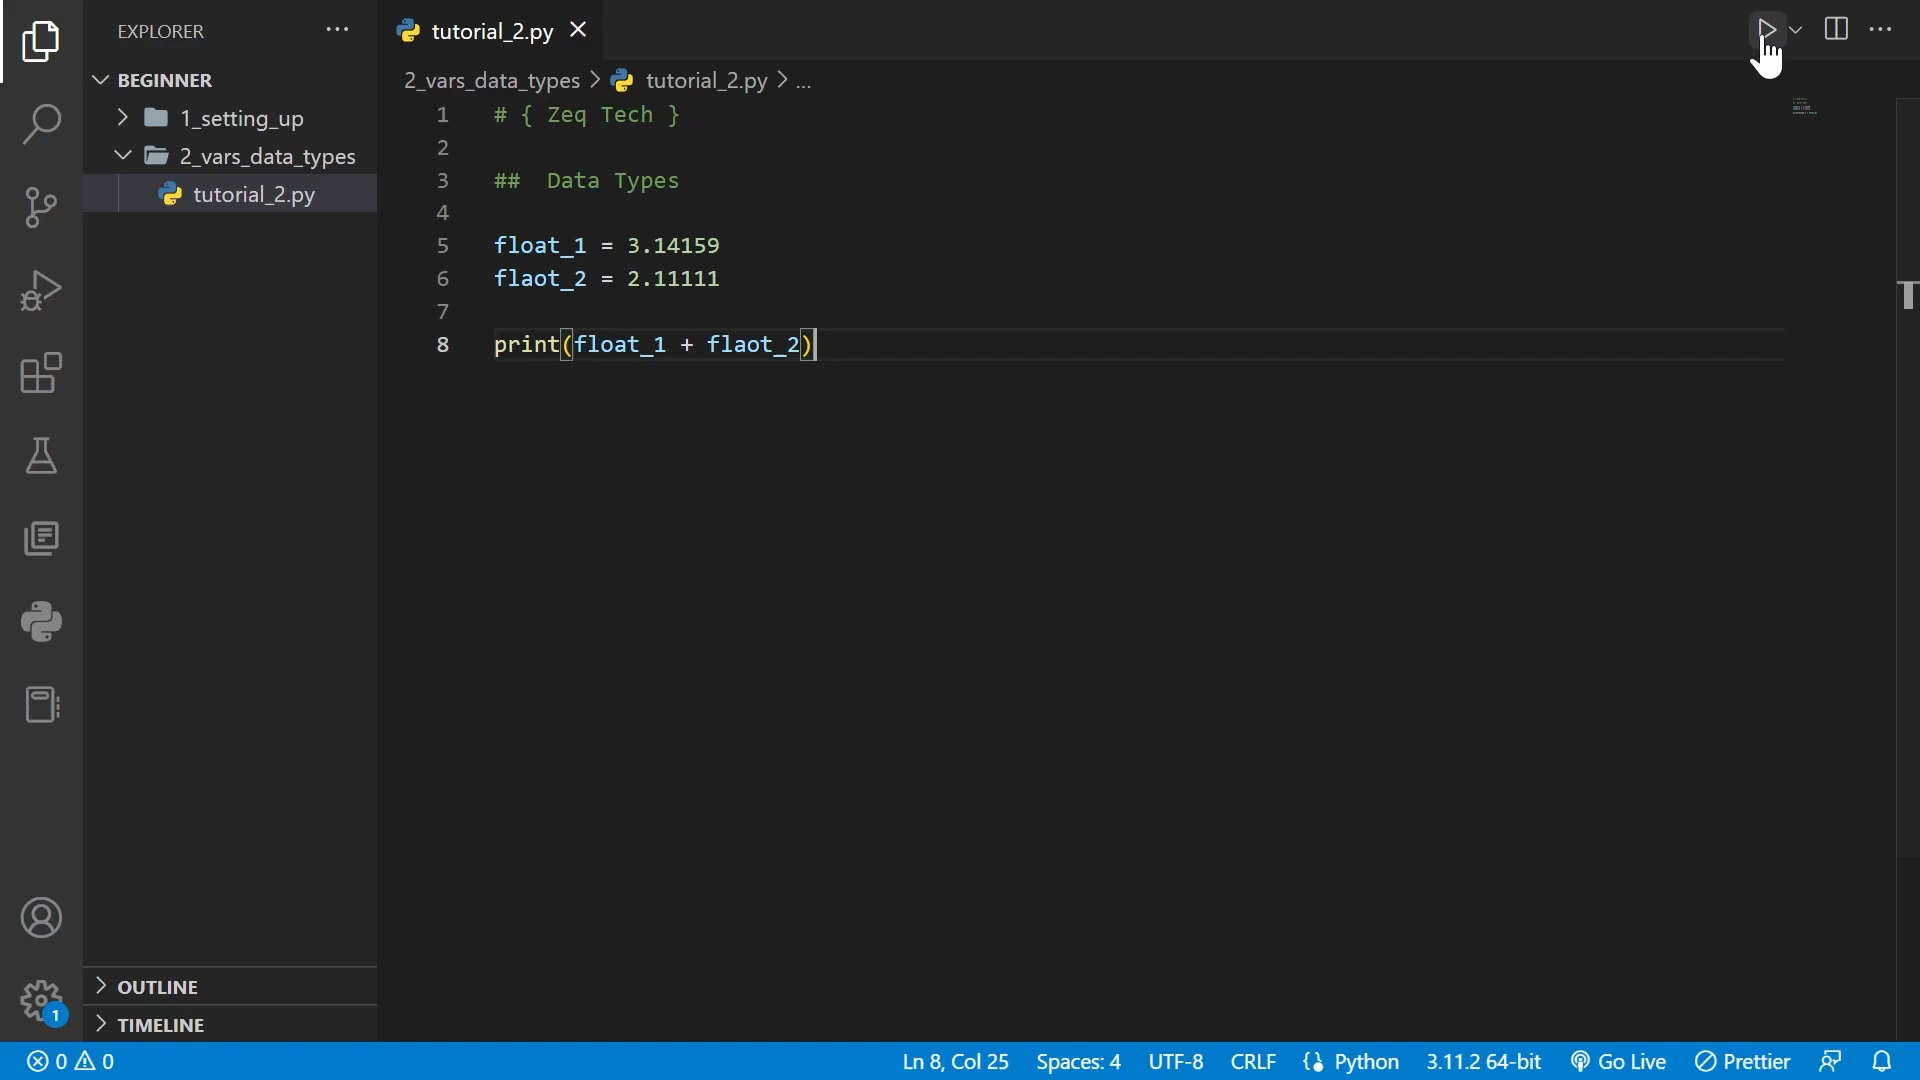 EXPLORER
BEGINNER
1_setting_up
2_vars_data_types
tutorial_2.py
OUTLINE
TIMELINE
tutorial_2.py
2_vars_data_types > tutorial_2.py > ...
1 # { Zeq Tech }
2
3 ## Data Types
4
5 float_1 = 3.14159
6 flaot_2 = 2.11111
7
8 print(float_1 + flaot_2)
1
0 0 Ln 8, Col 25 Spaces: 4 UTF-8 CRLF Python 3.11.2 64-bit Go Live Prettier